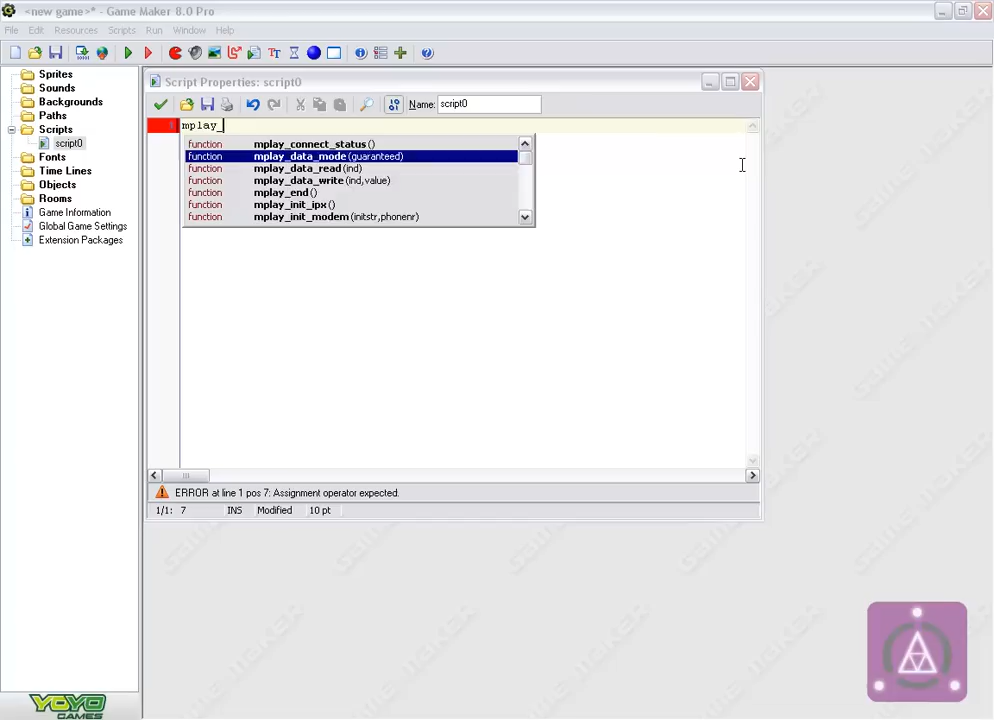 <new game>* - Game Maker 8.0 Pro
File Edit Resources Scripts Run Window Help
Sprites
Sounds
Backgrounds
Paths
Scripts
script0
Fonts
Time Lines
Objects
Rooms
Game Information
Global Game Settings
Extension Packages
YOYO
GAMES
Script Properties: script0
Name: script0
1 mplay_
function mplay_connect_status()
function mplay_data_mode(guaranteed)
function mplay_data_read(ind)
function mplay_data_write(ind,value)
function mplay_end()
function mplay_init_ipx()
function mplay_init_modem(initstr,phonenr)
ERROR at line 1 pos 7: Assignment operator expected.
1/1: 7 INS Modified 10 pt
GAME MAKER